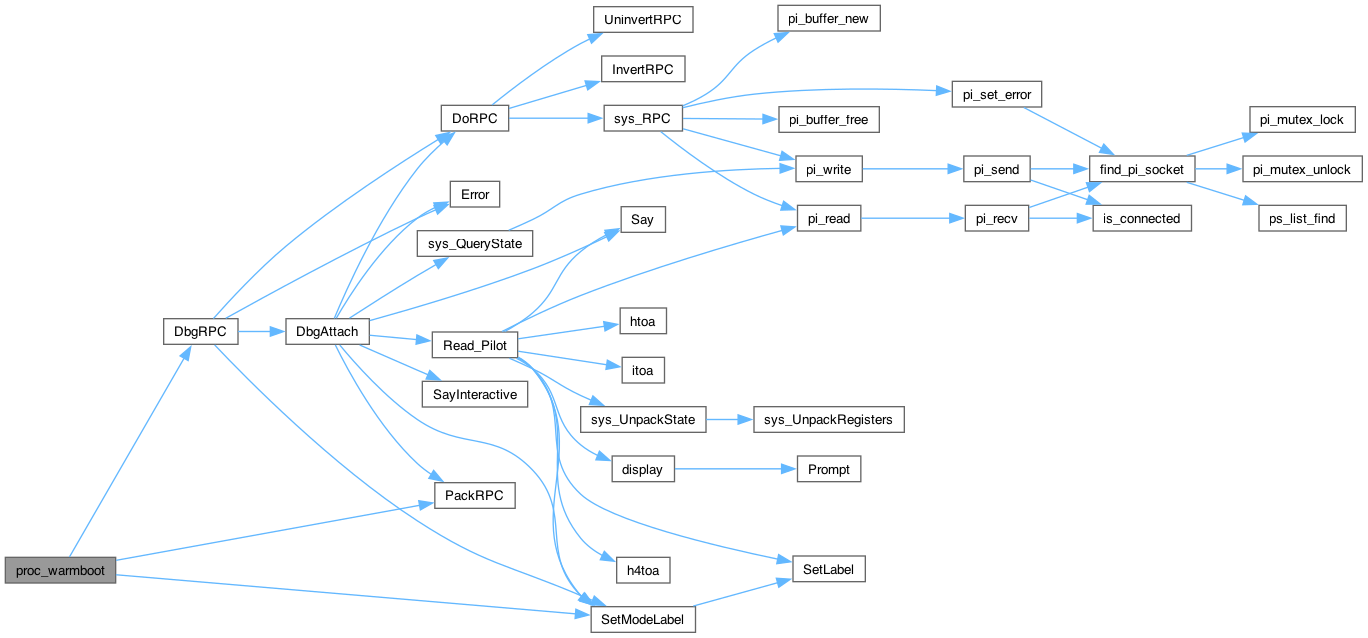 UninvertRPC
pi_buffer_new
InvertRPC
pi_set_error
DoRPC
sys_RPC
pi_buffer_free
pi_mutex_lock
pi_write
pi_send
find_pi_socket
pi_mutex_unlock
Error
Say
pi_read
pi_recv
is_connected
ps_list_find
sys_QueryState
DbgRPC
DbgAttach
htoa
Read_Pilot
itoa
SayInteractive
sys_UnpackState
sys_UnpackRegisters
display
Prompt
PackRPC
proc_warmboot
h4toa
SetLabel
SetModeLabel